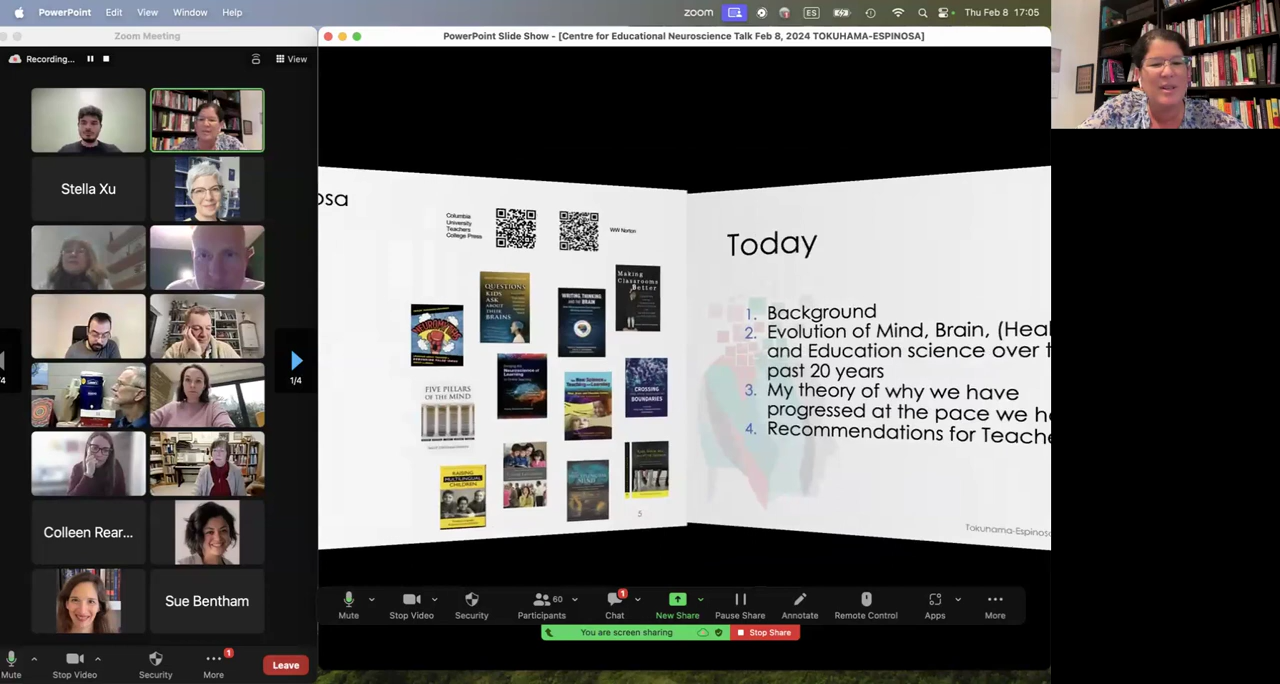 PowerPoint Edit View Window Help
zoom ES Thu Feb 8 17:05
Zoom Meeting
PowerPoint Slide Show - [Centre for Educational Neuroscience Talk Feb 8, 2024 TOKUHAMA-ESPINOSA]
Recording...
View
Stella Xu
Colleen Rear...
Sue Bentham
1/4
Mute
Stop Video
Security
More
1
Leave
osa
Columbia
University
Teachers
College Press
WW Norton
Making
Classrooms
Better
QUESTIONS
KIDS
ASK
ABOUT THEIR
BRAINS
WRITING, THINKING
AND THE BRAIN
NEUROMYTHS
FIVE PILLARS
OF THE MIND
CROSSING
BOUNDARIES
RAISING
MULTILINGUAL
CHILDREN
5
Today
1. Background
2. Evolution of Mind, Brain, (Heal
and Education science over t
past 20 years
3. My theory of why we have
progressed at the pace we h
4. Recommendations for Teache
Tokuhama-Espinosa
Mute
Stop Video
Security
60
Participants
1
Chat
New Share
Pause Share
Annotate
Remote Control
Apps
More
You are screen sharing
Stop Share